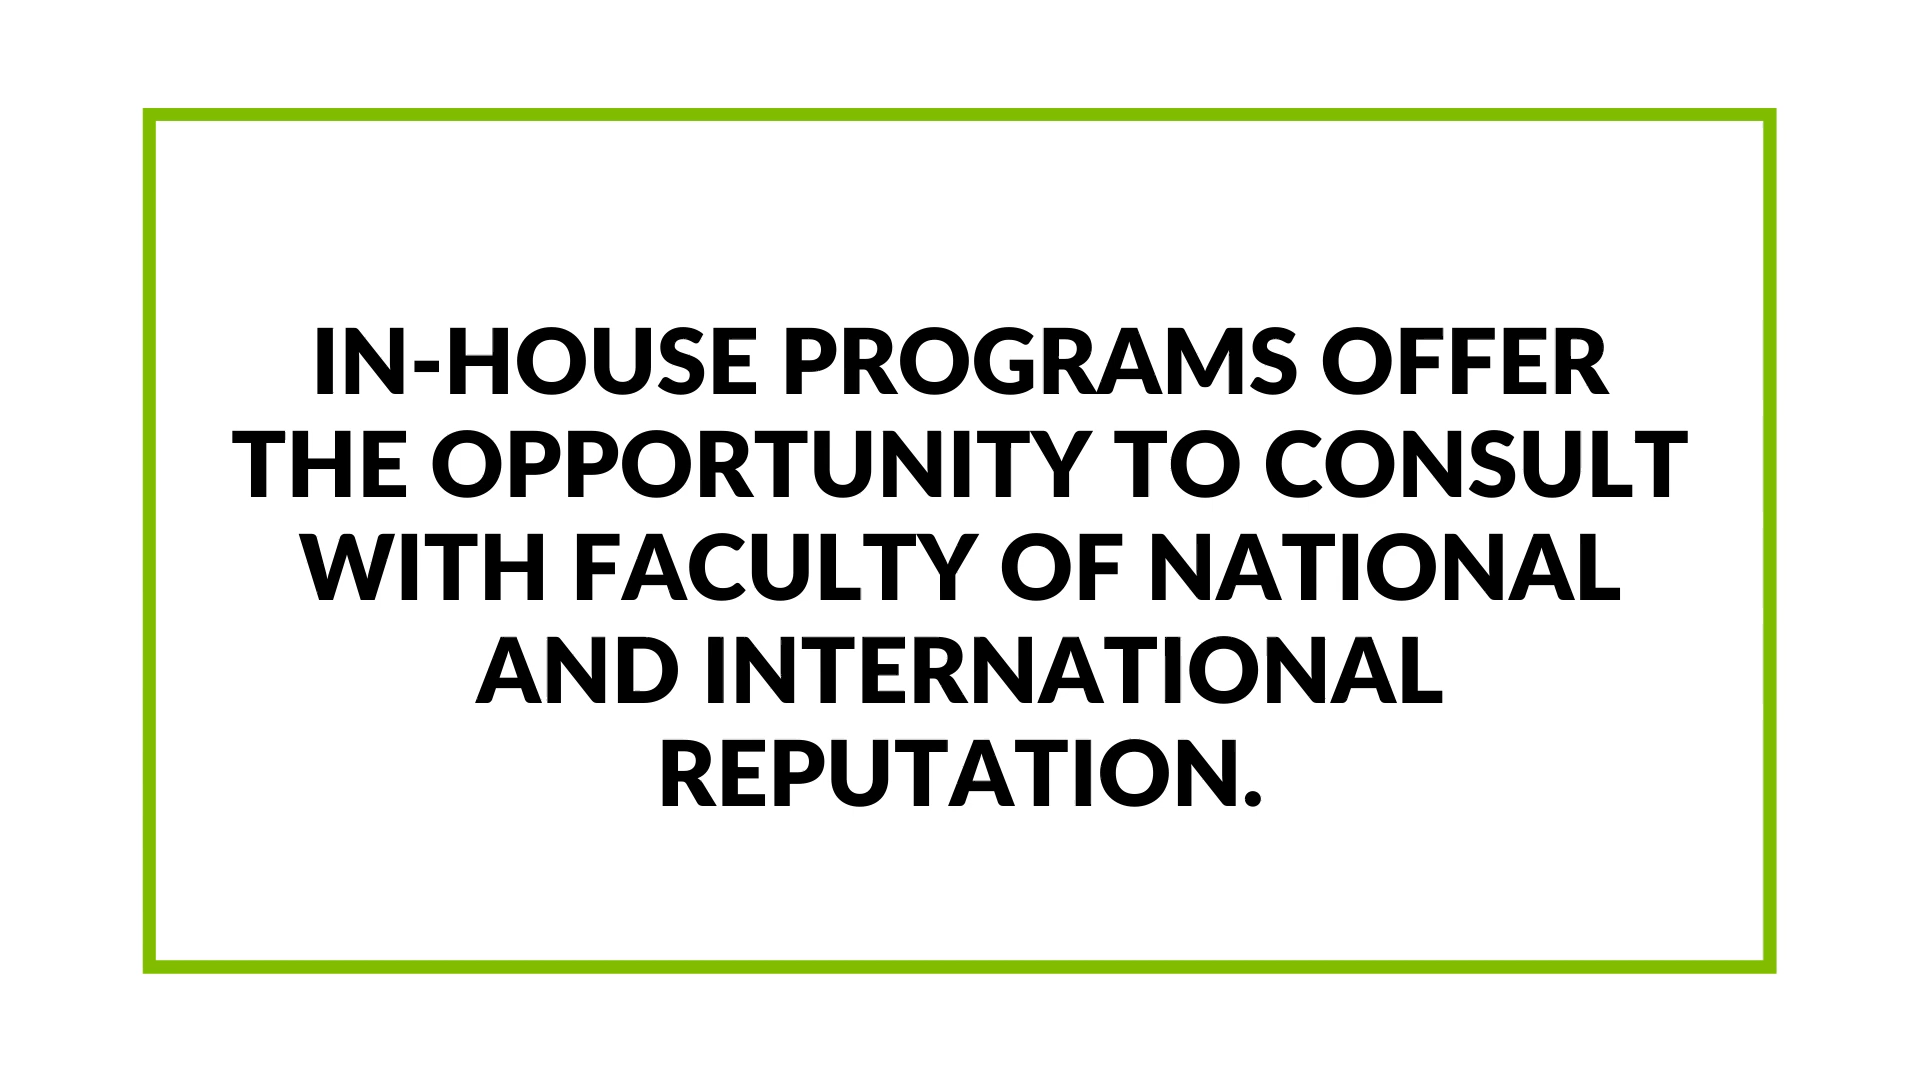 IN-HOUSE PROGRAMS OFFER
THE OPPORTUNITY TO CONSULT
WITH FACULTY OF NATIONAL
AND INTERNATIONAL
REPUTATION.